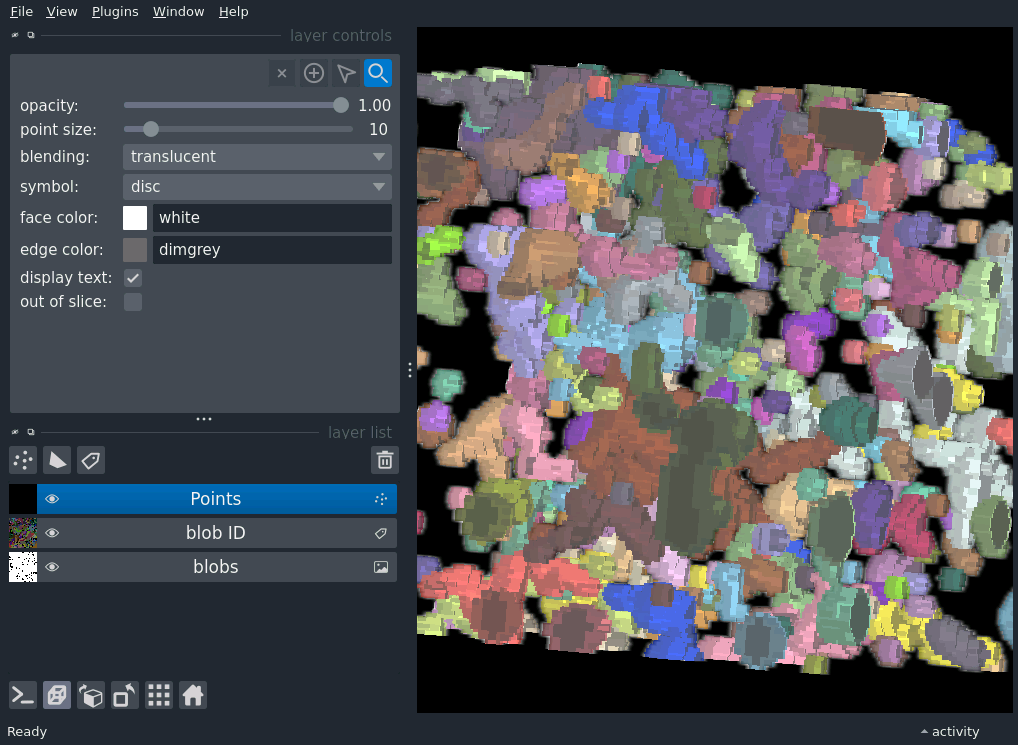 File View Plugins Window Help
layer controls
opacity: 1.00
point size: 10
blending: translucent
symbol: disc
face color: white
edge color: dimgrey
display text:
out of slice:
layer list
Points
blob ID
blobs
Ready
activity